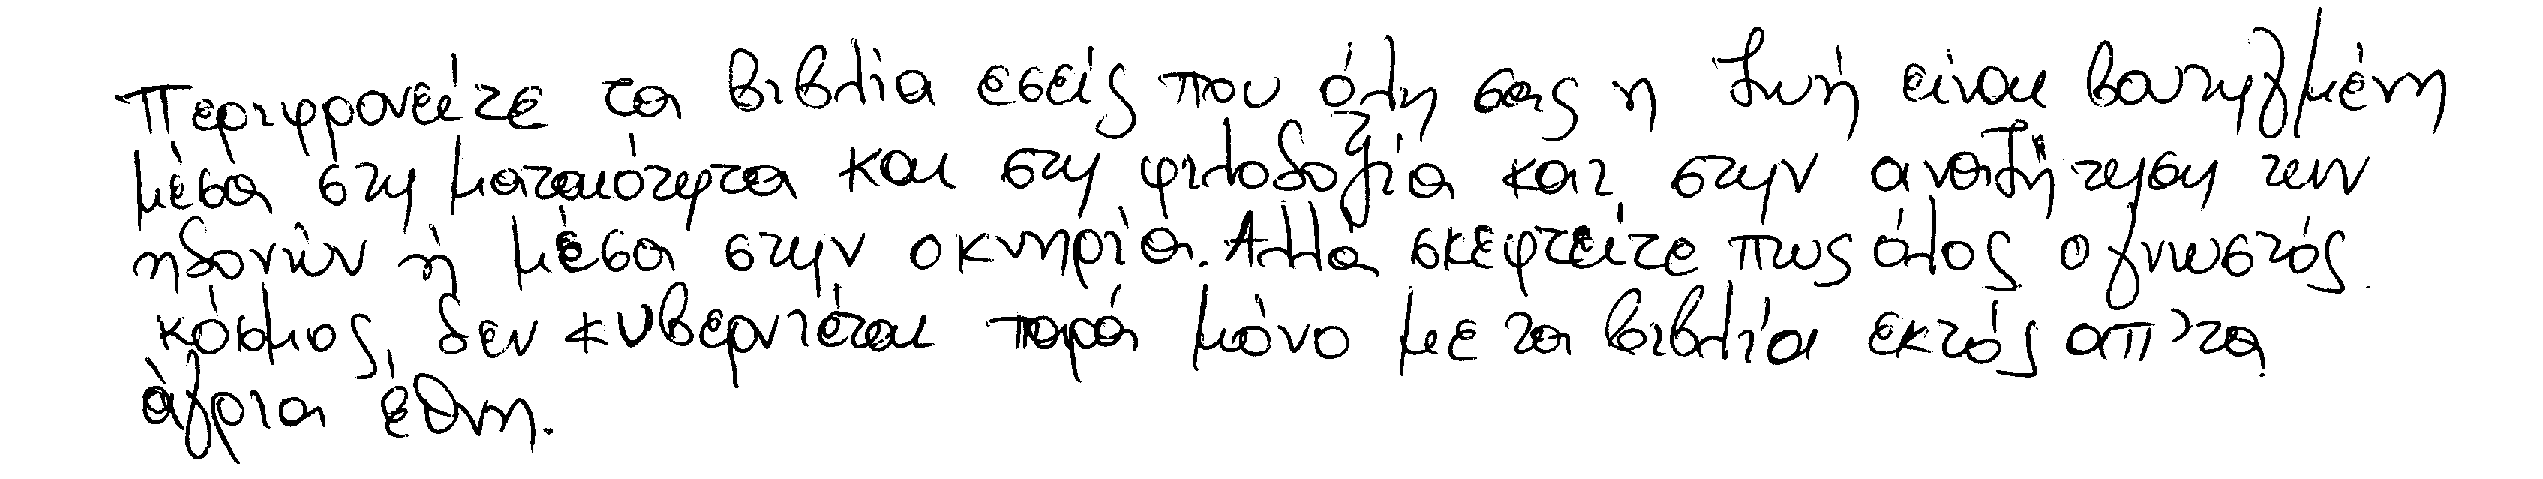 Περιφρονείτε τα βιβλία εσείς που όλη σας η ζωή είναι βουτηγμένη
μέσα στη ματαιότητα και στη φιλοδοξία και στην αναζήτηση των
ηδονών ή μέσα στην οκνηρία. Αλλά σκεφτείτε πως όλος ο γνωστός
κόσμος, δεν κυβερνιέται παρά μόνο με τα βιβλία εκτός απ' τα
άγρια έθνη.